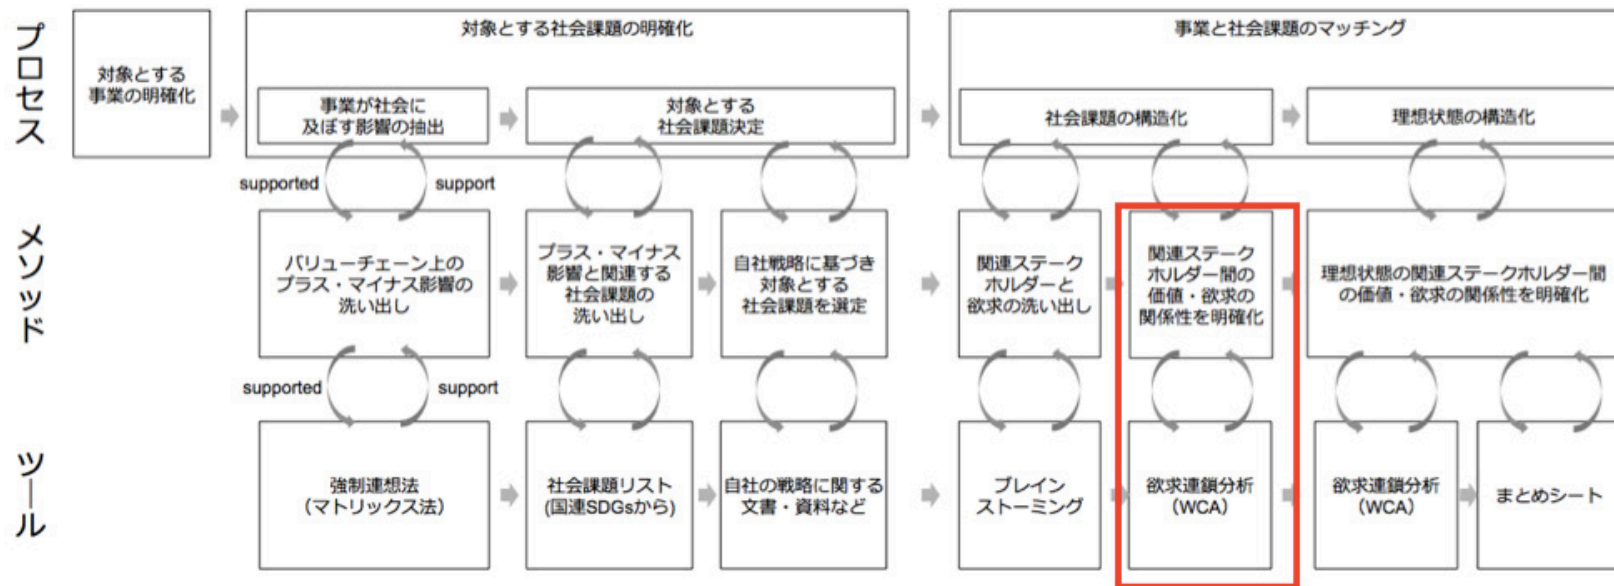 プロセス
対象とする
事業の明確化
対象とする社会課題の明確化
事業が社会に
及ぼす影響の抽出
対象とする
社会課題決定
事業と社会課題のマッチング
社会課題の構造化
理想状態の構造化
supported
support
メソッド
バリューチェーン上の
プラス・マイナス影響の
洗い出し
プラス・マイナス
影響と関連する
社会課題の
洗い出し
自社戦略に基づき
対象とする
社会課題を選定
関連ステーク
ホルダーと
欲求の洗い出し
関連ステーク
ホルダー間の
価値・欲求の
関係性を明確化
理想状態の関連ステークホルダー間
の価値・欲求の関係性を明確化
supported
support
ツール
強制連想法
（マトリックス法）
社会課題リスト
(国連SDGsから)
自社の戦略に関する
文書・資料など
ブレイン
ストーミング
欲求連鎖分析
（WCA）
欲求連鎖分析
（WCA）
まとめシート